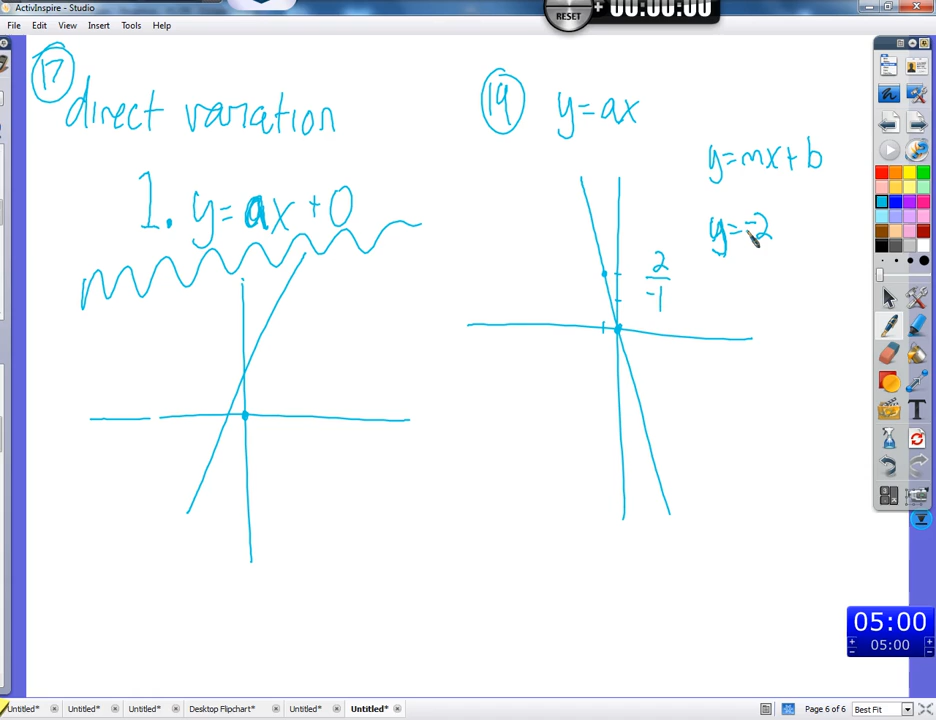 ActivInspire - Studio
RESET
00:00:00
File Edit View Insert Tools Help
17
direct variation
1. y=ax+0
19 y=ax
y=mx+b
y=-2
2
-1
T
05:00
05:00
Untitled* Untitled* Untitled* Desktop Flipchart* Untitled* Untitled*
Page 6 of 6 Best Fit